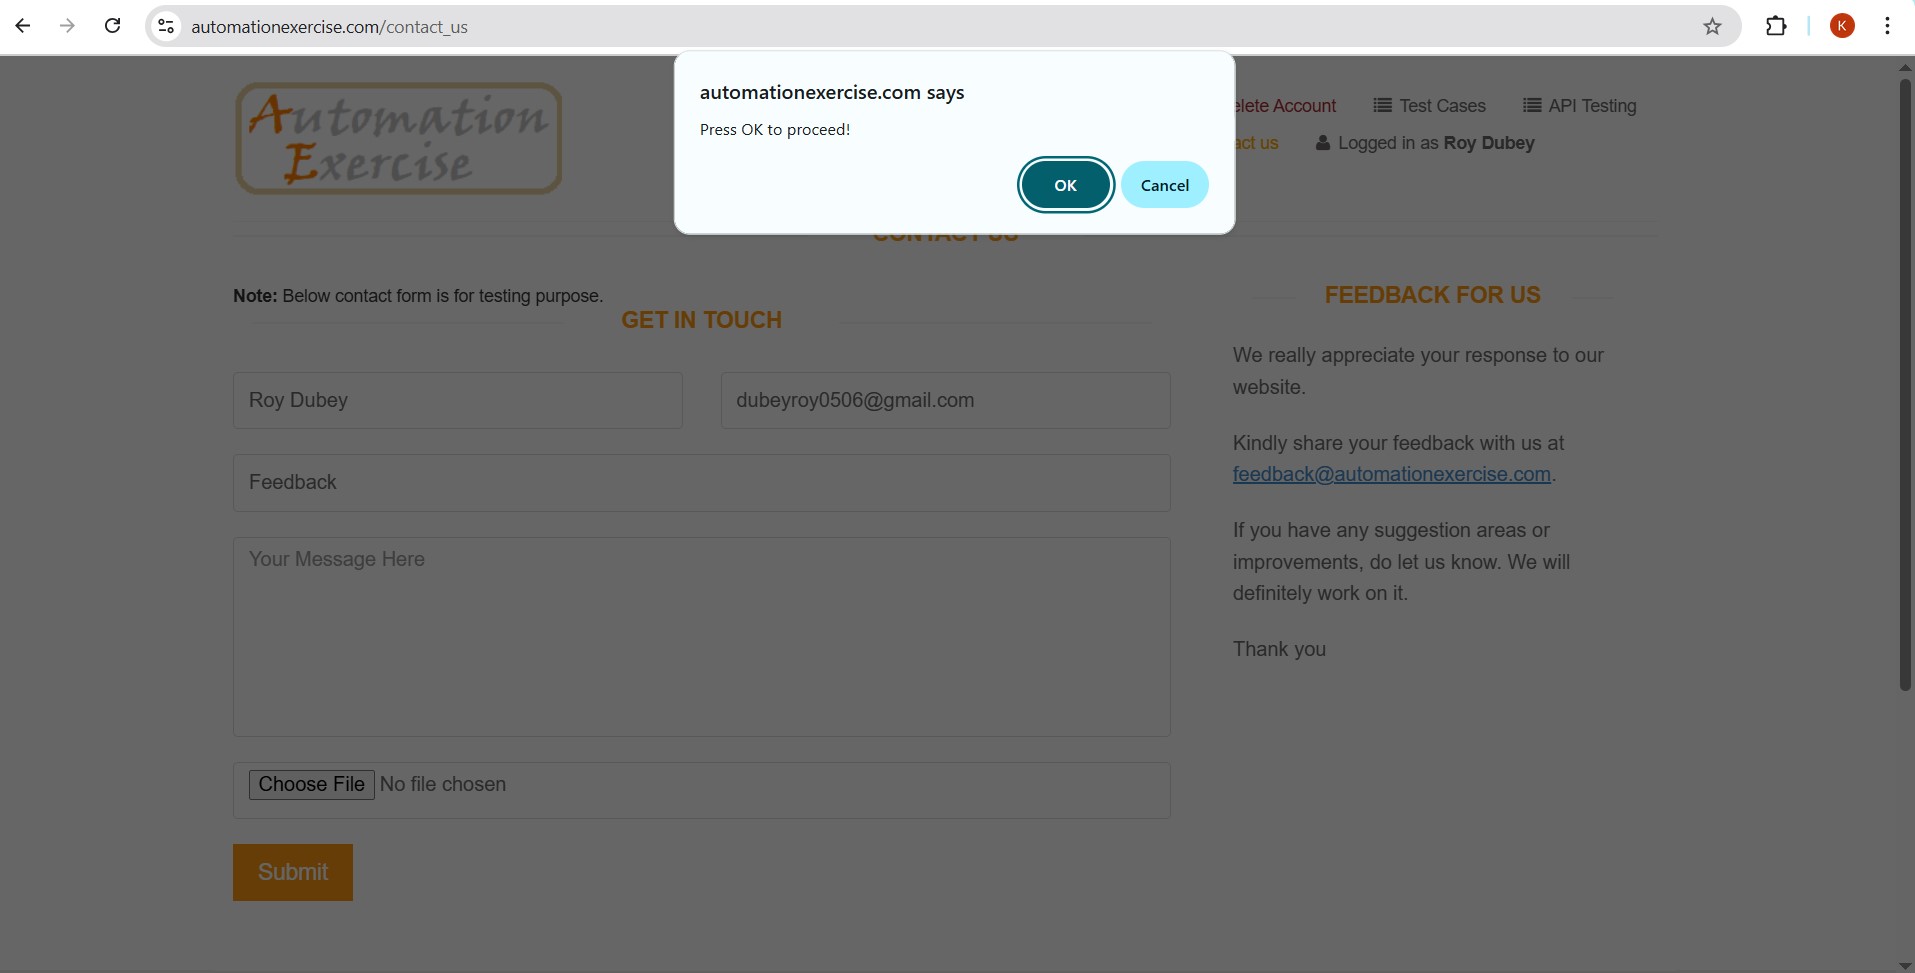 automationexercise.com/contact_us
K
automationexercise.com says
Press OK to proceed!
OK
Cancel
Automation
Exercise
elete Account
Test Cases
API Testing
act us
Logged in as Roy Dubey
CONTACT US
Note: Below contact form is for testing purpose.
GET IN TOUCH
Roy Dubey
dubeyroy0506@gmail.com
Feedback
Your Message Here
Choose File No file chosen
Submit
FEEDBACK FOR US
We really appreciate your response to our
website.
Kindly share your feedback with us at
feedback@automationexercise.com.
If you have any suggestion areas or
improvements, do let us know. We will
definitely work on it.
Thank you